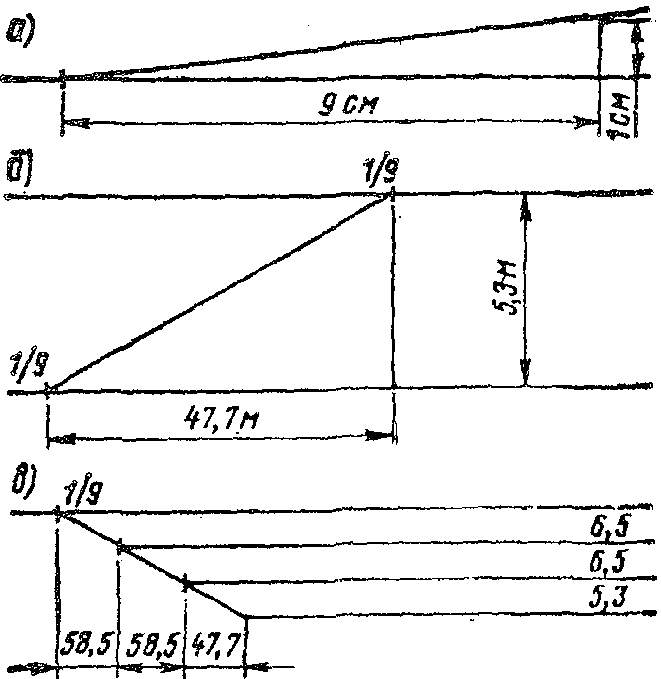 а)
9 см
1 см
б)
1/9
5,3м
1/9
47,7м
в)
1/9
6,5
6,5
5,3
58,5 58,5 47,7